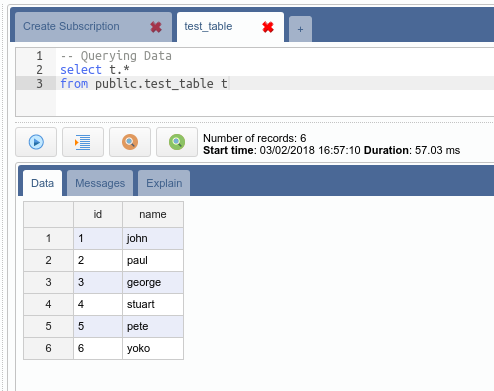 Create Subscription test_table +
1 -- Querying Data
2 select t.*
3 from public.test_table t
Number of records: 6
Start time: 03/02/2018 16:57:10 Duration: 57.03 ms
Data Messages Explain
id name
1 1 john
2 2 paul
3 3 george
4 4 stuart
5 5 pete
6 6 yoko